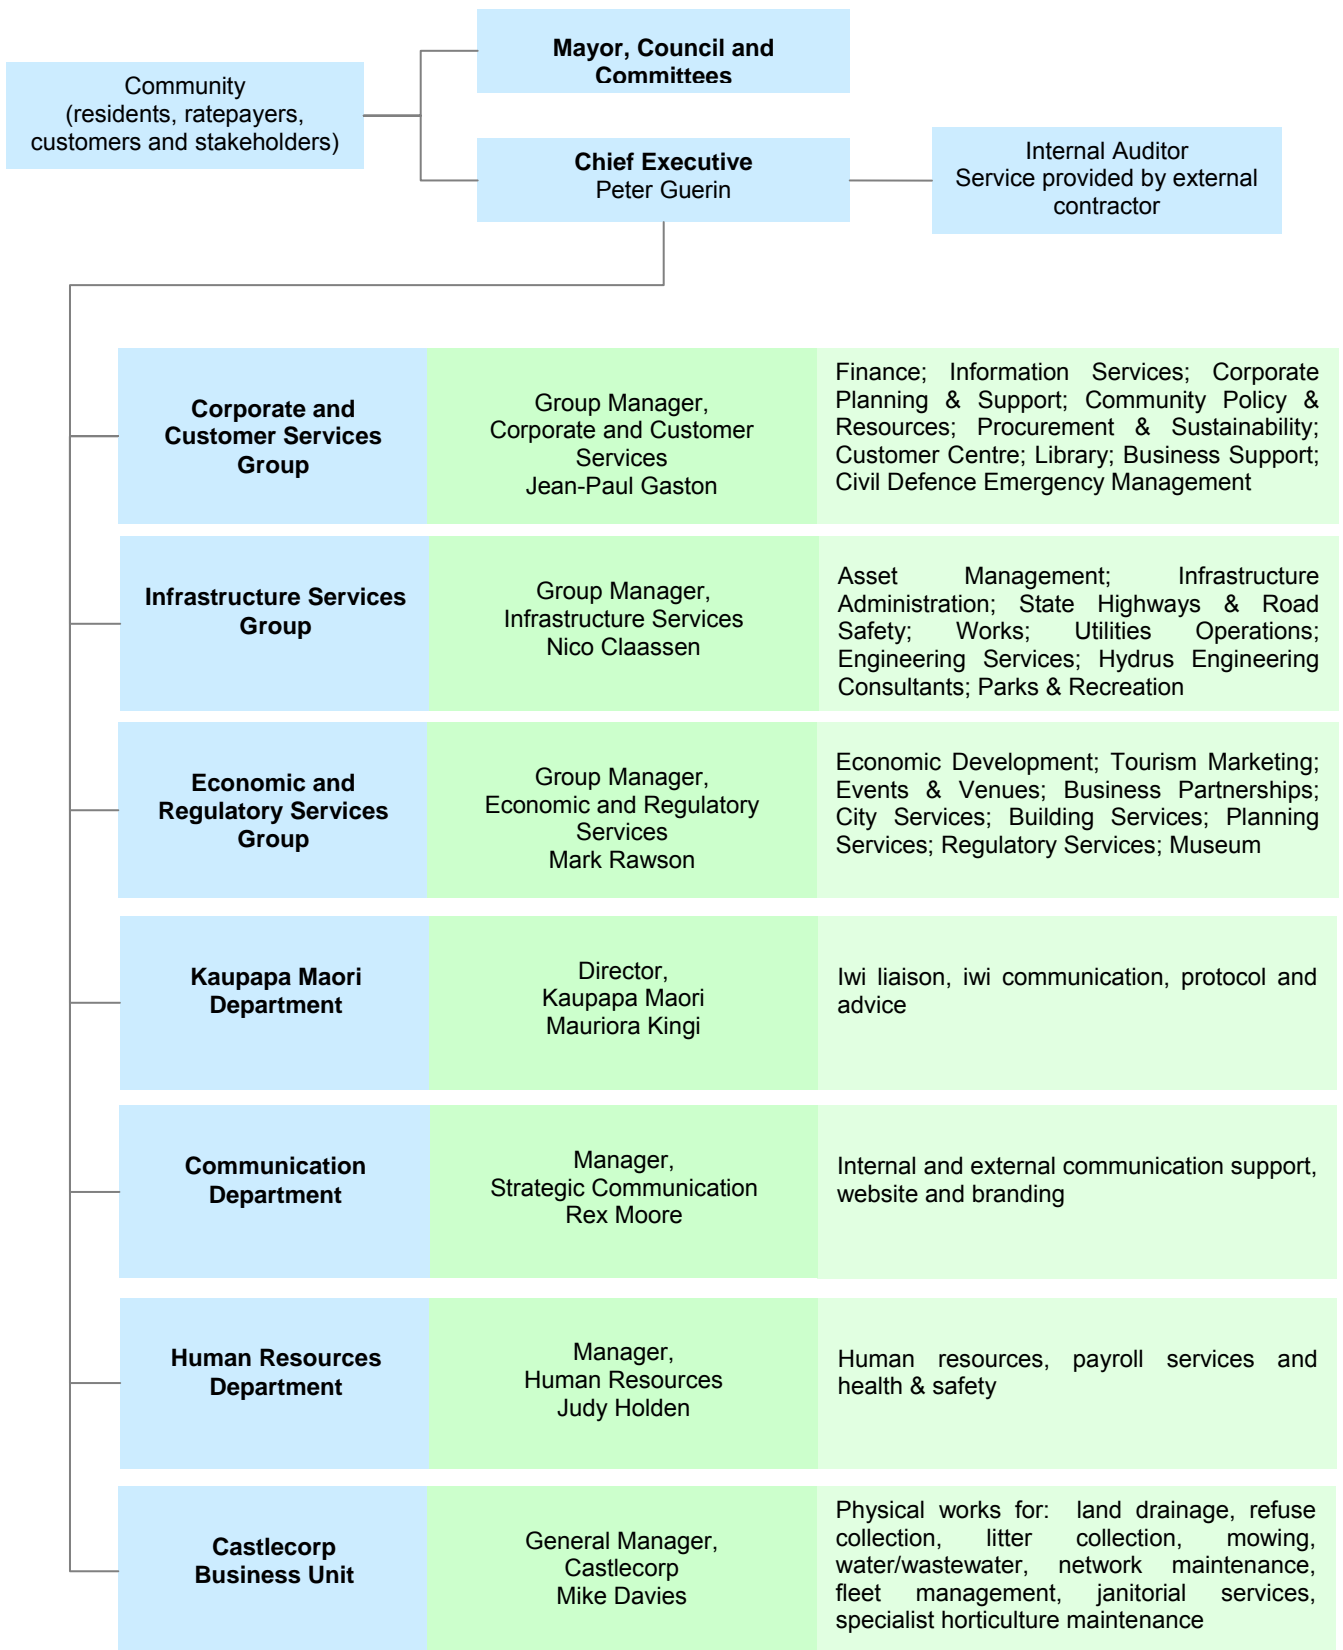 Mayor, Council and
Committees
Community
(residents, ratepayers,
customers and stakeholders)
Chief Executive
Peter Guerin
Internal Auditor
Service provided by external
contractor
Corporate and
Customer Services
Group
Group Manager,
Corporate and Customer
Services
Jean-Paul Gaston
Finance; Information Services; Corporate
Planning & Support; Community Policy &
Resources; Procurement & Sustainability;
Customer Centre; Library; Business Support;
Civil Defence Emergency Management
Infrastructure Services
Group
Group Manager,
Infrastructure Services
Nico Claassen
Asset Management; Infrastructure
Administration; State Highways & Road
Safety; Works; Utilities Operations;
Engineering Services; Hydrus Engineering
Consultants; Parks & Recreation
Economic and
Regulatory Services
Group
Group Manager,
Economic and Regulatory
Services
Mark Rawson
Economic Development; Tourism Marketing;
Events & Venues; Business Partnerships;
City Services; Building Services; Planning
Services; Regulatory Services; Museum
Kaupapa Maori
Department
Director,
Kaupapa Maori
Mauriora Kingi
Iwi liaison, iwi communication, protocol and
advice
Communication
Department
Manager,
Strategic Communication
Rex Moore
Internal and external communication support,
website and branding
Human Resources
Department
Manager,
Human Resources
Judy Holden
Human resources, payroll services and
health & safety
Castlecorp
Business Unit
General Manager,
Castlecorp
Mike Davies
Physical works for: land drainage, refuse
collection, litter collection, mowing,
water/wastewater, network maintenance,
fleet management, janitorial services,
specialist horticulture maintenance